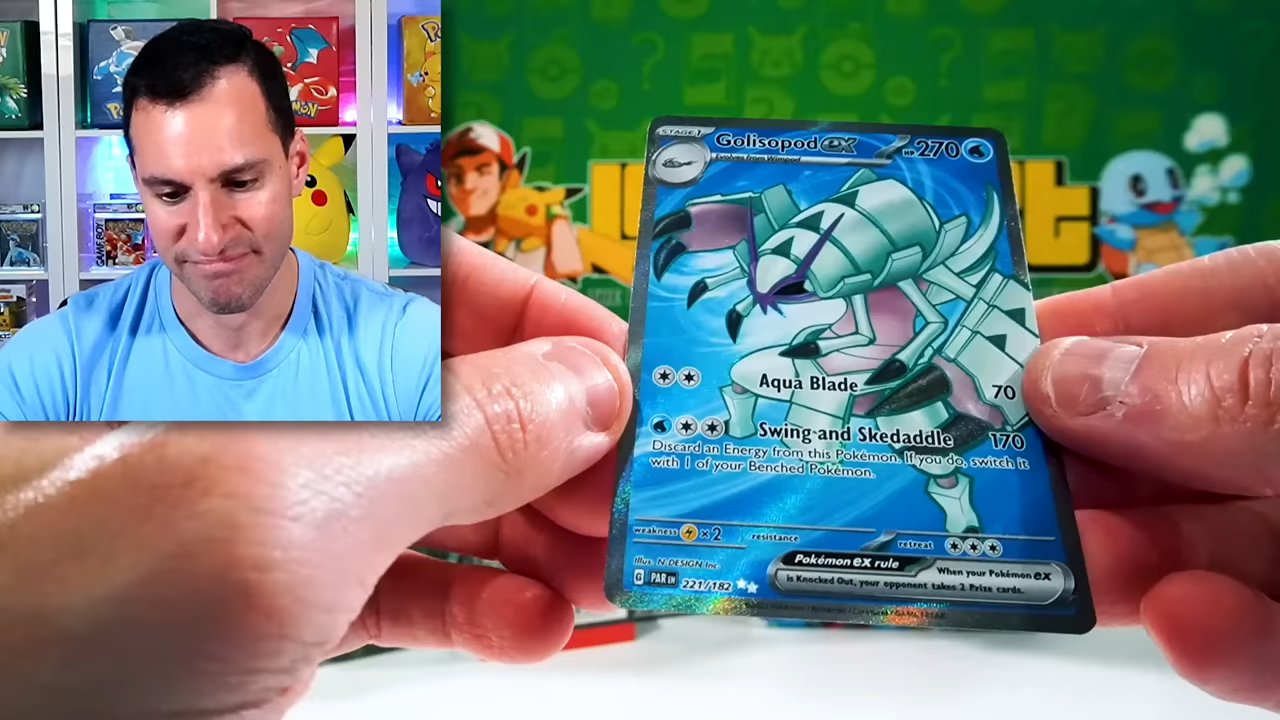 STAGE 1
Golisopod ex
HP 270
Evolves from Wimpod
Aqua Blade 70
Swing and Skedaddle 170
Discard an Energy from this Pokémon. If you do, switch it
with 1 of your Benched Pokémon.
weakness ×2 resistance retreat
Illus. N DESIGN Inc.
G PAR EN 221/182
Pokémon ex rule
When your Pokémon ex
is Knocked Out, your opponent takes 2 Prize cards.
GAME BOY